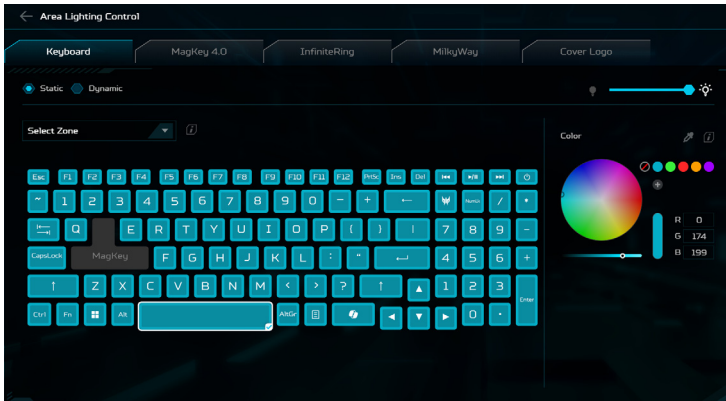 Area Lighting Control
Keyboard MagKey 4.0 InfiniteRing MilkyWay Cover Logo
Static Dynamic
Select Zone
Color
Esc F1 F2 F3 F4 F5 F6 F7 F8 F9 F10 F11 F12 PrtSc Ins Del
~ 1 2 3 4 5 6 7 8 9 0 - + NumLk / *
Q E R T Y U I O P { } | 7 8 9 -
CapsLock MagKey F G H J K L : " 4 5 6 +
Z X C V B N M < > ? 1 2 3 Enter
Ctrl Fn Alt AltGr 0 .
R 0
G 174
B 199